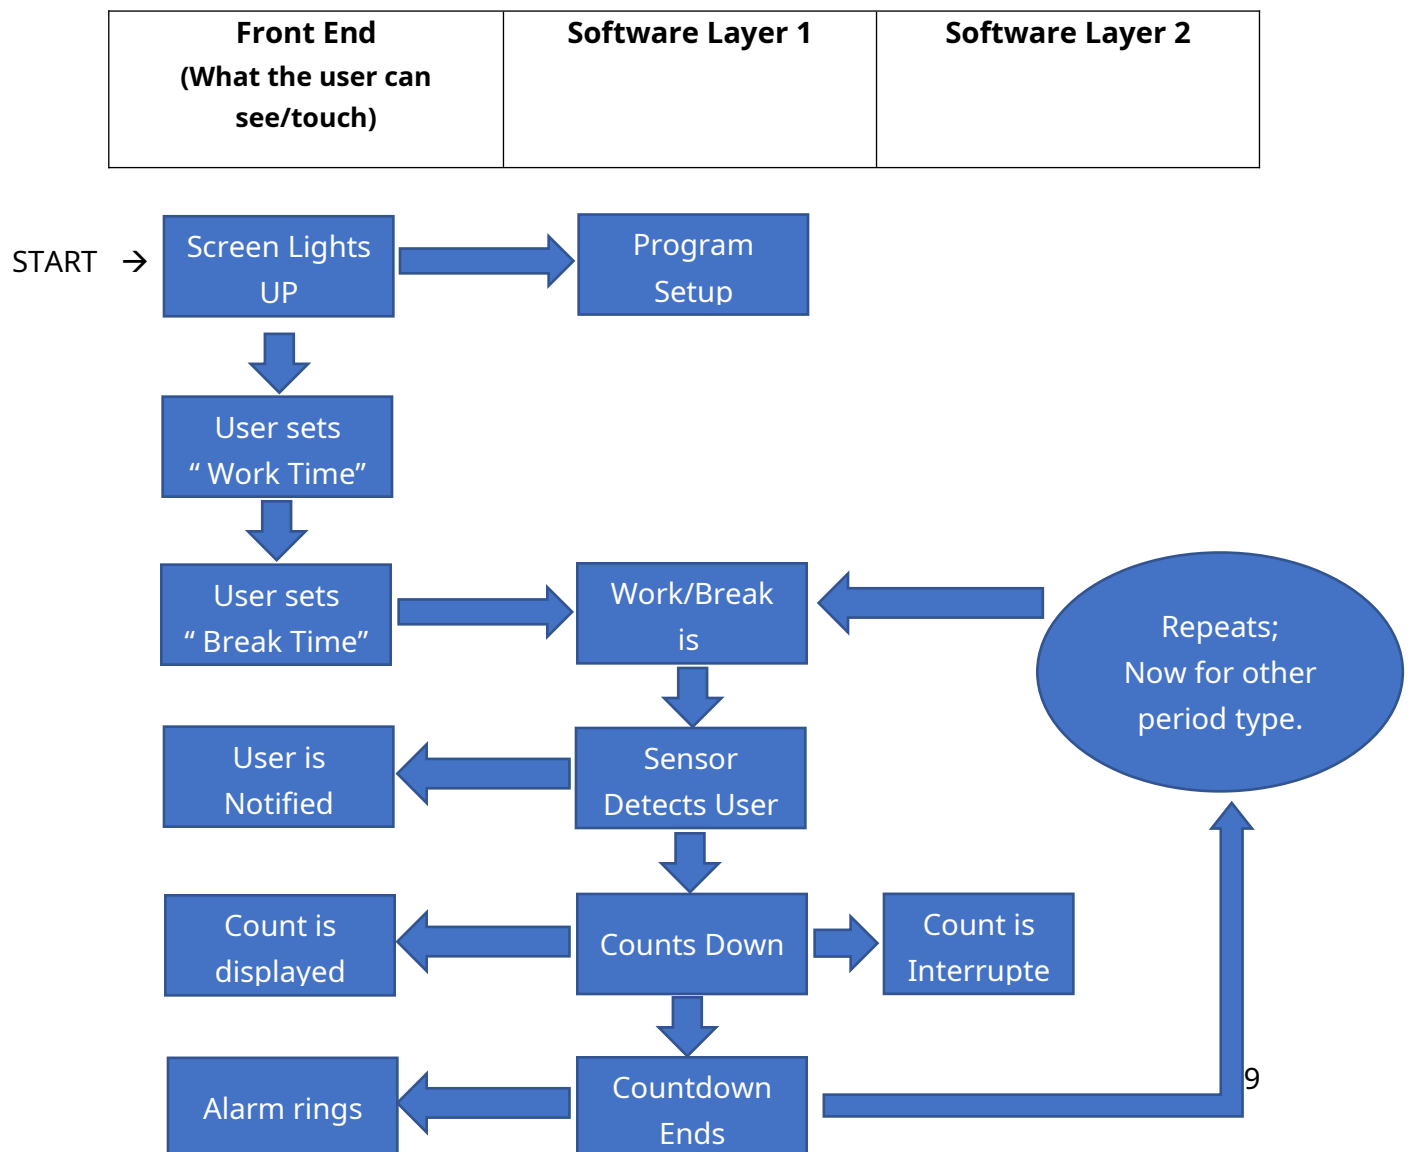 Front End
(What the user can
see/touch)
Software Layer 1
Software Layer 2
START →
Screen Lights
UP
Program
Setup
User sets
“ Work Time”
User sets
“ Break Time”
Work/Break
is
Repeats;
Now for other
period type.
User is
Notified
Sensor
Detects User
Count is
displayed
Counts Down
Count is
Interrupte
Alarm rings
Countdown
Ends
9